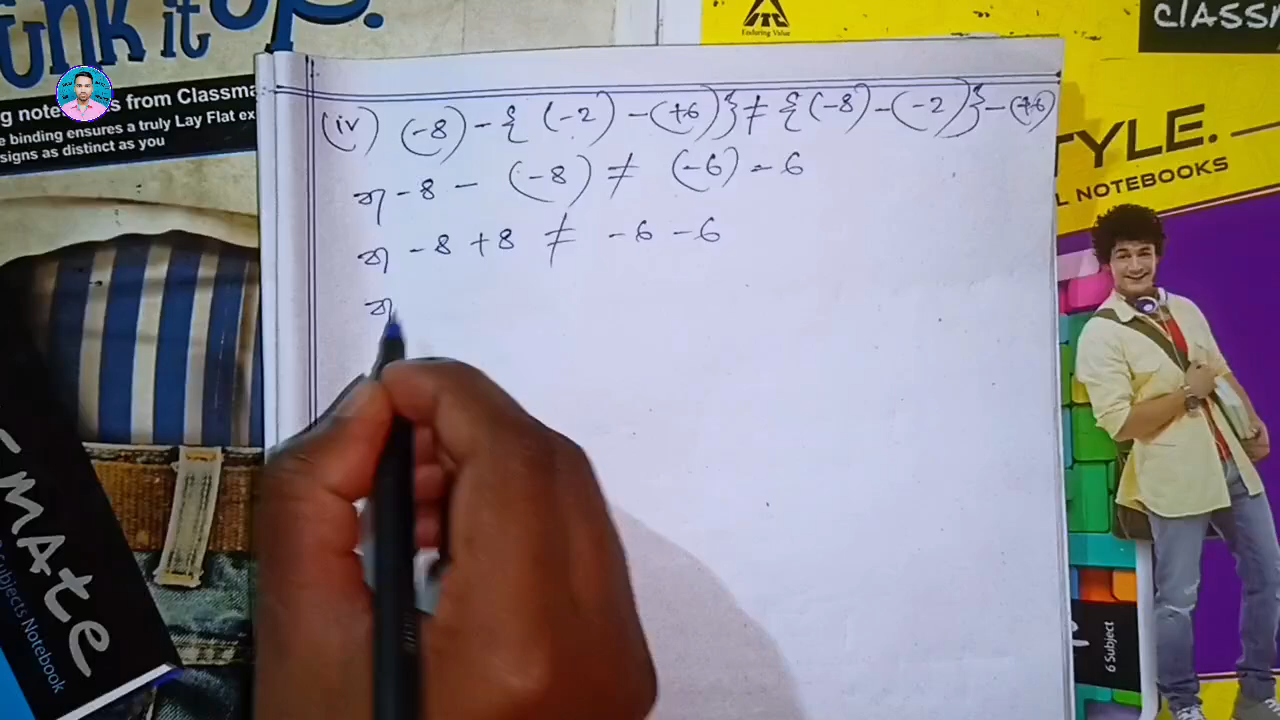 unk it up.
ITC
Enduring Value
CLASSM
g notes from Classma
e binding ensures a truly Lay Flat ex
signs as distinct as you
(iv) (-8) - { (-2) - (+6) } ≠ { (-8) - (-2) } - (+6)
বা -8 - (-8) ≠ (-6) - 6
বা -8 + 8 ≠ -6 - 6
বা
TYLE.
L NOTEBOOKS
-mate
Subjects Notebook
6 Subject